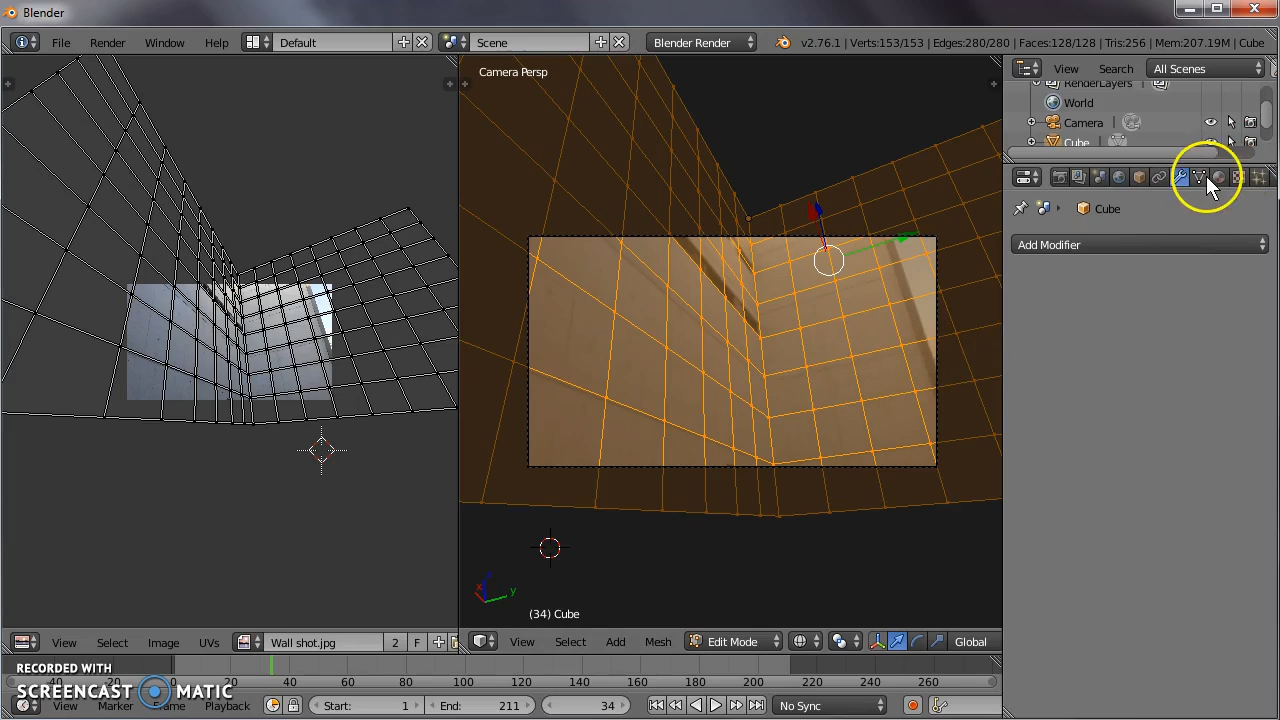 Blender
File Render Window Help Default Scene Blender Render v2.76.1 | Verts:153/153 | Edges:280/280 | Faces:128/128 | Tris:256 | Mem:207.19M | Cube
View Search All Scenes
Camera Persp
RenderLayers
World
Camera
Cube
Cube
Add Modifier
x y
(34) Cube
View Select Image UVs Wall shot.jpg 2 F
View Select Add Mesh Edit Mode Global
RECORDED WITH
SCREENCAST MATIC
-40 0 20 40 60 80 100 120 140 160 180 200 220 240 260
View Marker Frame Playback Start: 1 End: 211 34 No Sync